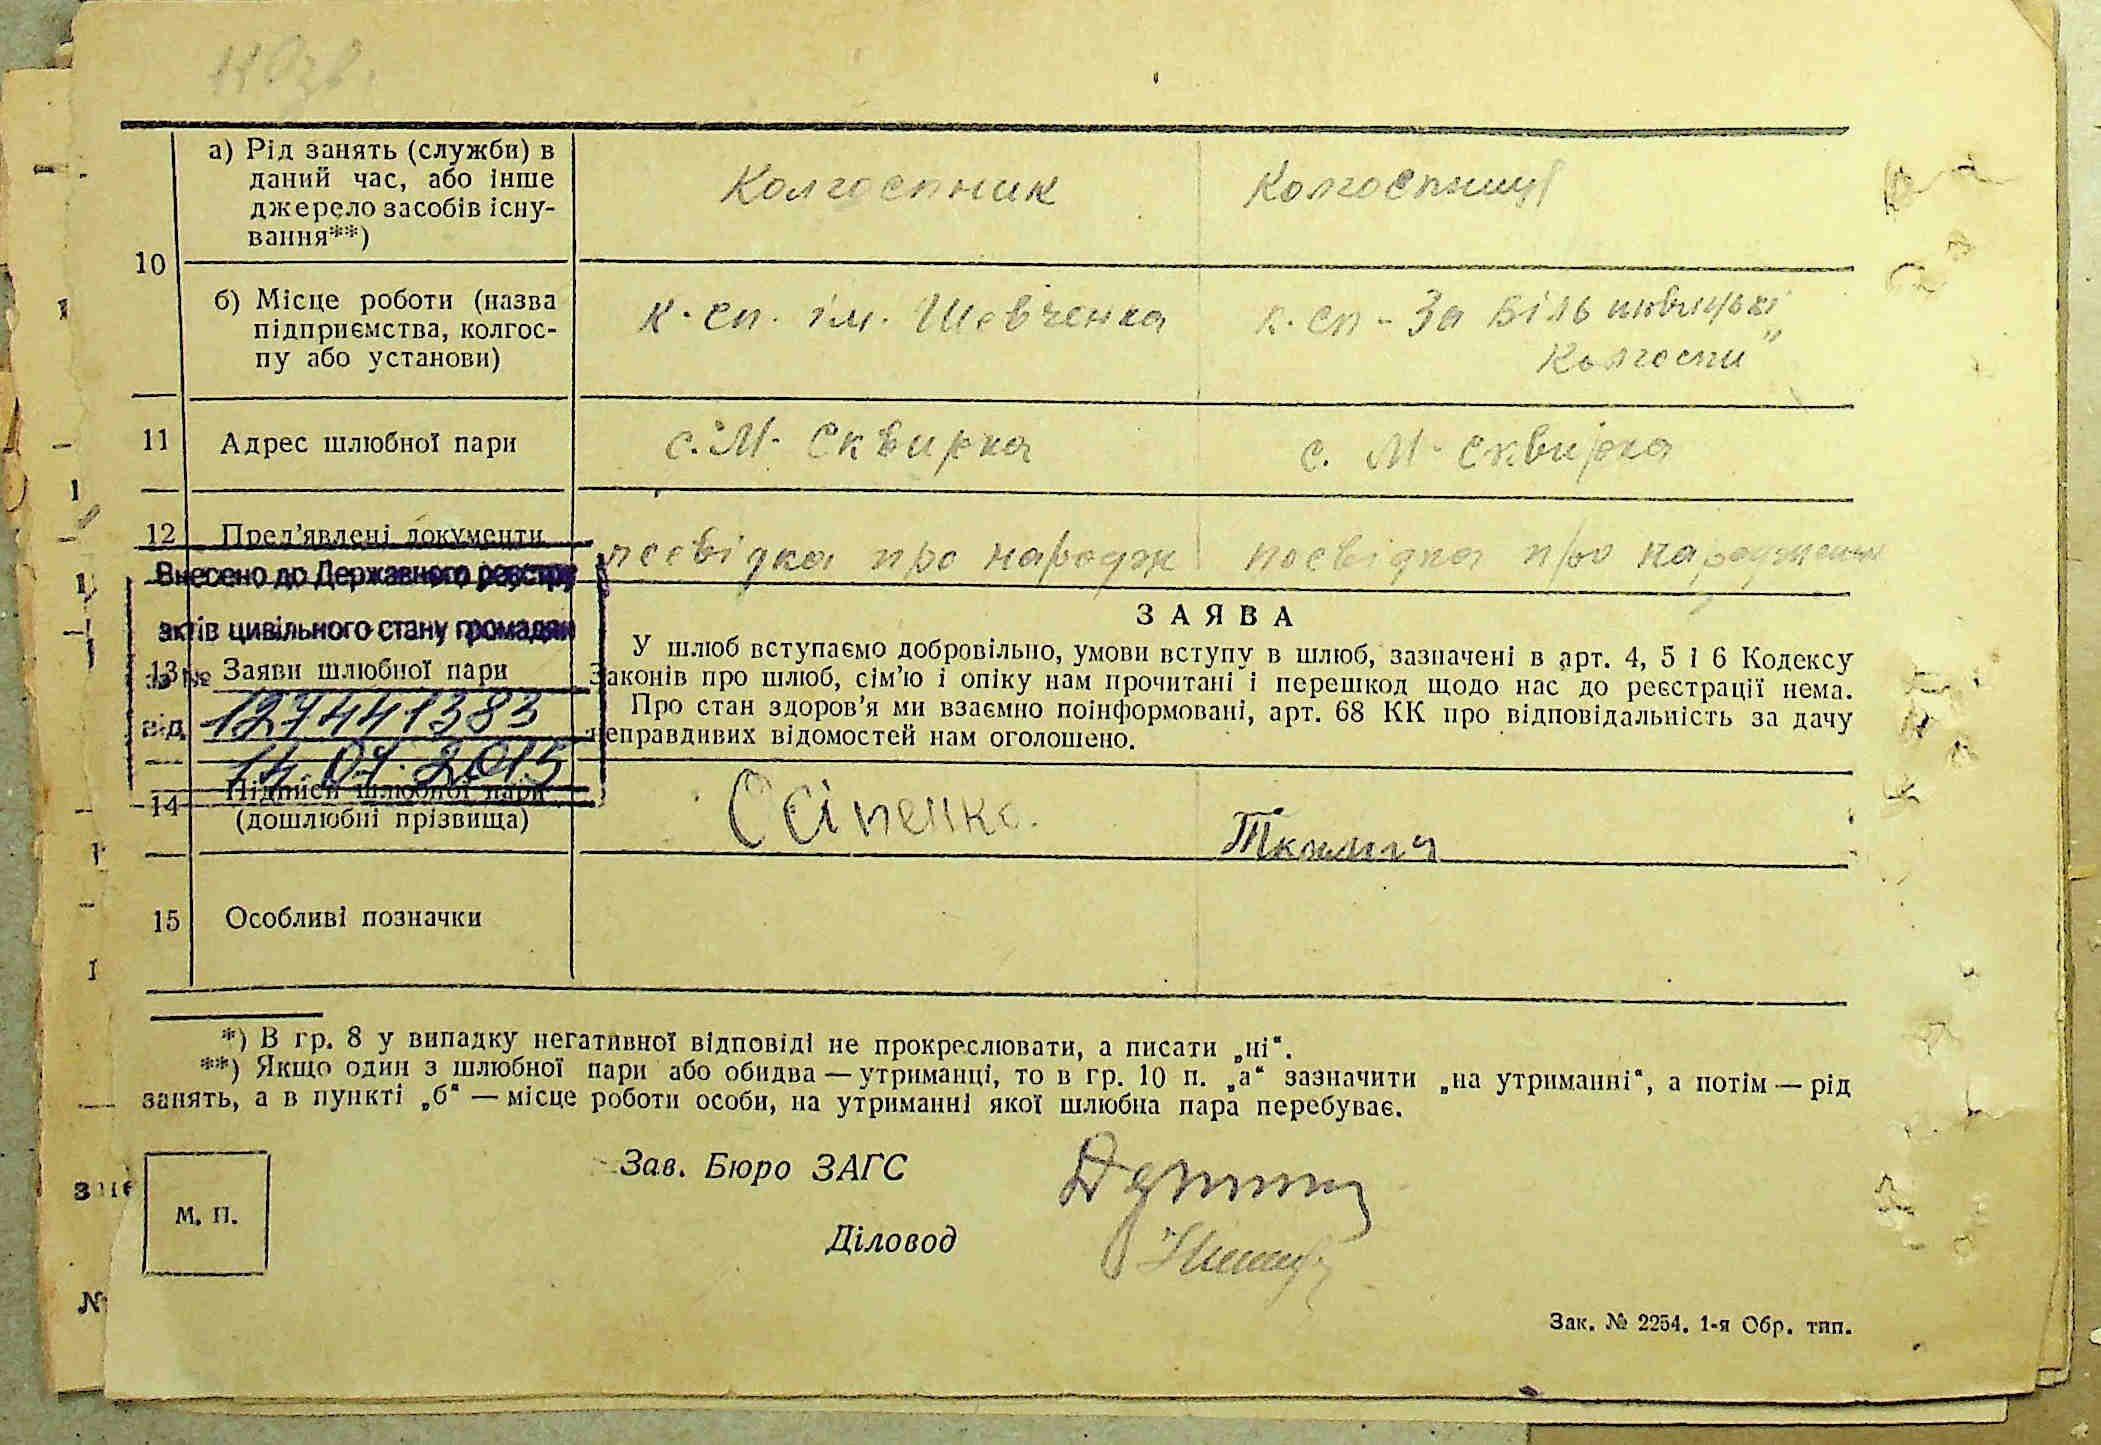 а) Рід занять (служби) в
даний час, або інше
джерело засобів існу-
вання**)
Колгоспник
Колгоспниця
10
б) Місце роботи (назва
підприємства, колгос-
пу або установи)
к. сп. ім. Шевченка
к. сп - За більшовицькі
колгоспи"
11
Адрес шлюбної пари
с. М. Сквирка
с. М. Сквирка
12
Пред’явлені документи
посвідка про народж
посвідка про народження
Внесено до Державного реєстру
актів цивільного стану громадян
за №
1274441383
від
14.01.2015
13
Заяви шлюбної пари
ЗАЯВА
У шлюб вступаємо добровільно, умови вступу в шлюб, зазначені в арт. 4, 5 і 6 Кодексу
Законів про шлюб, сім’ю і опіку нам прочитані і перешкод щодо нас до реєстрації нема.
Про стан здоров’я ми взаємно поінформовані, арт. 68 КК про відповідальність за дачу
неправдивих відомостей нам оголошено.
14
Підписи шлюбної пари
(дошлюбні прізвища)
Осіпенко.
15
Особливі позначки
*) В гр. 8 у випадку негативної відповіді не прокреслювати, а писати „ні“.
**) Якщо один з шлюбної пари або обидва — утриманці, то в гр. 10 п. „а“ зазначити „на утриманні“, а потім — рід
занять, а в пункті „б“ — місце роботи особи, на утриманні якої шлюбна пара перебуває.
Зав. Бюро ЗАГС
М. П.
Діловод
Зак. № 2254. 1-я Обр. тип.